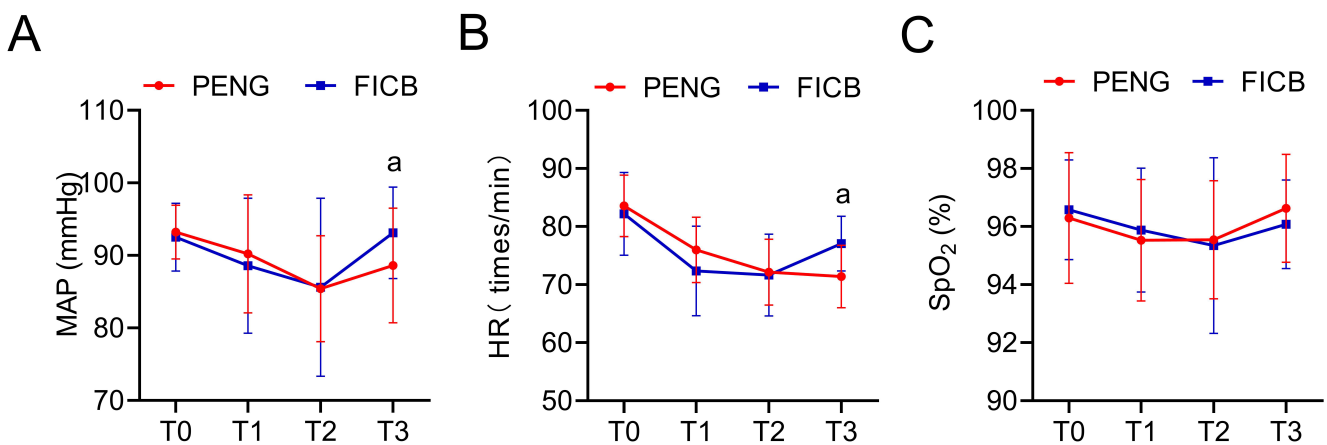 A
PENG FICB
MAP (mmHg)
110
100
90
80
70
a
T0 T1 T2 T3
B
PENG FICB
HR( times/min)
100
90
80
70
60
50
a
T0 T1 T2 T3
C
PENG FICB
SpO₂ (%)
100
98
96
94
92
90
T0 T1 T2 T3